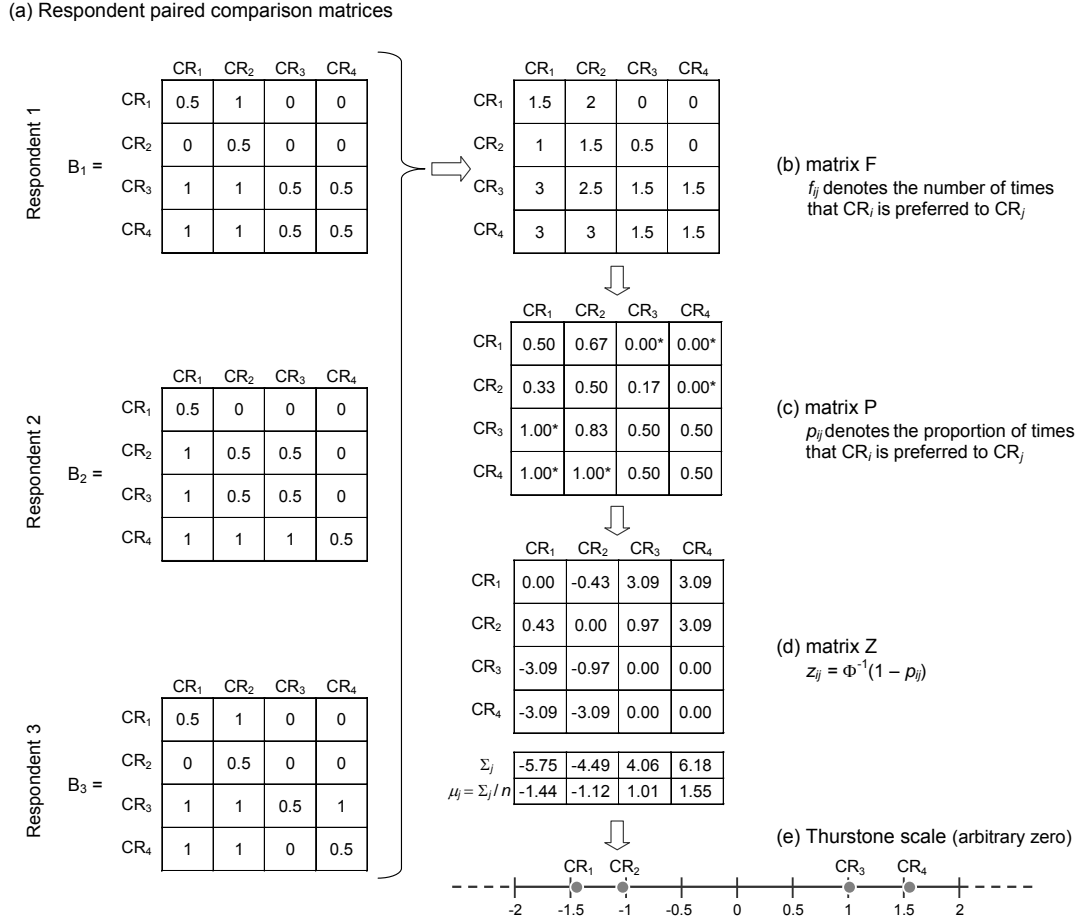 (a) Respondent paired comparison matrices
Respondent 1
B₁ =
CR₁ CR₂ CR₃ CR₄
CR₁ 0.5 1 0 0
CR₂ 0 0.5 0 0
CR₃ 1 1 0.5 0.5
CR₄ 1 1 0.5 0.5
Respondent 2
B₂ =
CR₁ CR₂ CR₃ CR₄
CR₁ 0.5 0 0 0
CR₂ 1 0.5 0.5 0
CR₃ 1 0.5 0.5 0
CR₄ 1 1 1 0.5
Respondent 3
B₃ =
CR₁ CR₂ CR₃ CR₄
CR₁ 0.5 1 0 0
CR₂ 0 0.5 0 0
CR₃ 1 1 0.5 1
CR₄ 1 1 0 0.5
CR₁ CR₂ CR₃ CR₄
CR₁ 1.5 2 0 0
CR₂ 1 1.5 0.5 0
CR₃ 3 2.5 1.5 1.5
CR₄ 3 3 1.5 1.5
(b) matrix F
fᵢⱼ denotes the number of times
that CRᵢ is preferred to CRⱼ
CR₁ CR₂ CR₃ CR₄
CR₁ 0.50 0.67 0.00* 0.00*
CR₂ 0.33 0.50 0.17 0.00*
CR₃ 1.00* 0.83 0.50 0.50
CR₄ 1.00* 1.00* 0.50 0.50
(c) matrix P
pᵢⱼ denotes the proportion of times
that CRᵢ is preferred to CRⱼ
CR₁ CR₂ CR₃ CR₄
CR₁ 0.00 -0.43 3.09 3.09
CR₂ 0.43 0.00 0.97 3.09
CR₃ -3.09 -0.97 0.00 0.00
CR₄ -3.09 -3.09 0.00 0.00
(d) matrix Z
zᵢⱼ = Φ⁻¹(1 – pᵢⱼ)
Σⱼ -5.75 -4.49 4.06 6.18
μⱼ = Σⱼ / n -1.44 -1.12 1.01 1.55
(e) Thurstone scale (arbitrary zero)
CR₁ CR₂ CR₃ CR₄
-2 -1.5 -1 -0.5 0 0.5 1 1.5 2